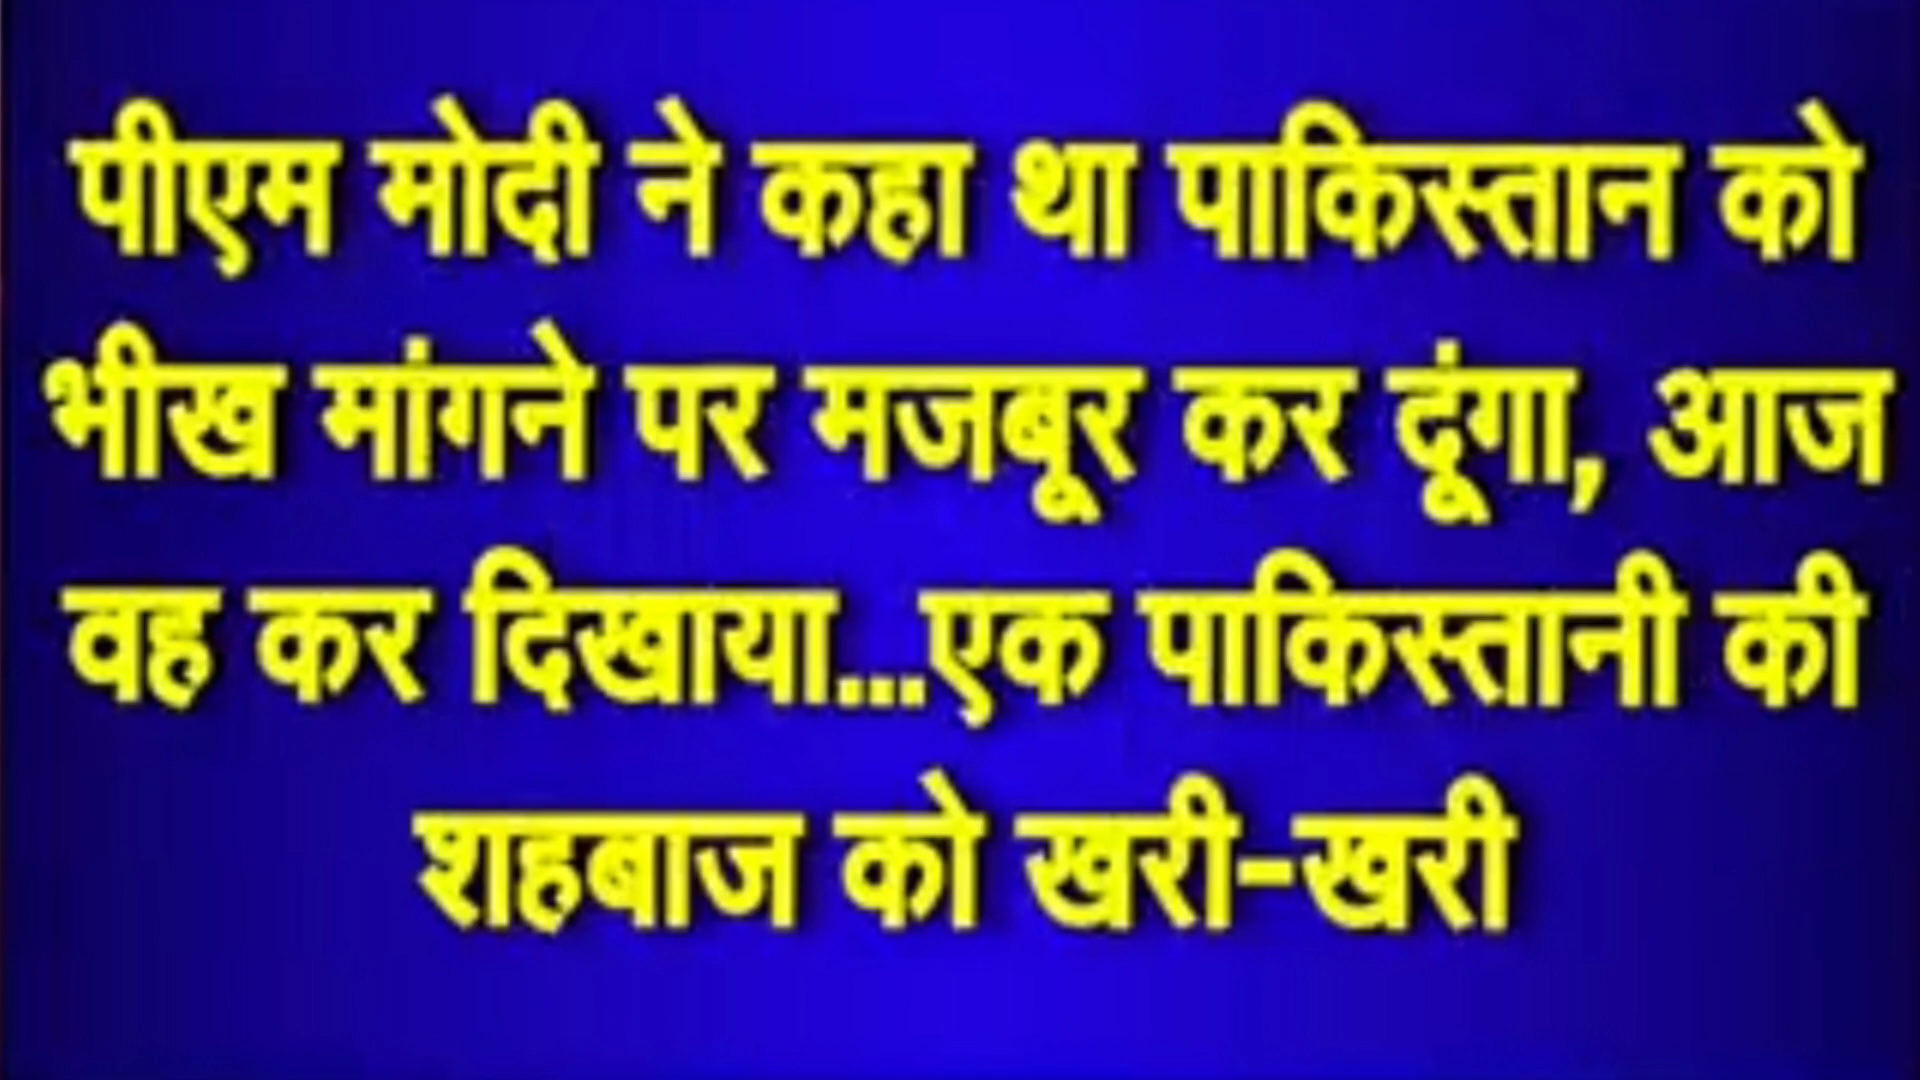 पीएम मोदी ने कहा था पाकिस्तान को
भीख मांगने पर मजबूर कर दूंगा, आज
वह कर दिखाया...एक पाकिस्तानी की
शहबाज को खरी-खरी